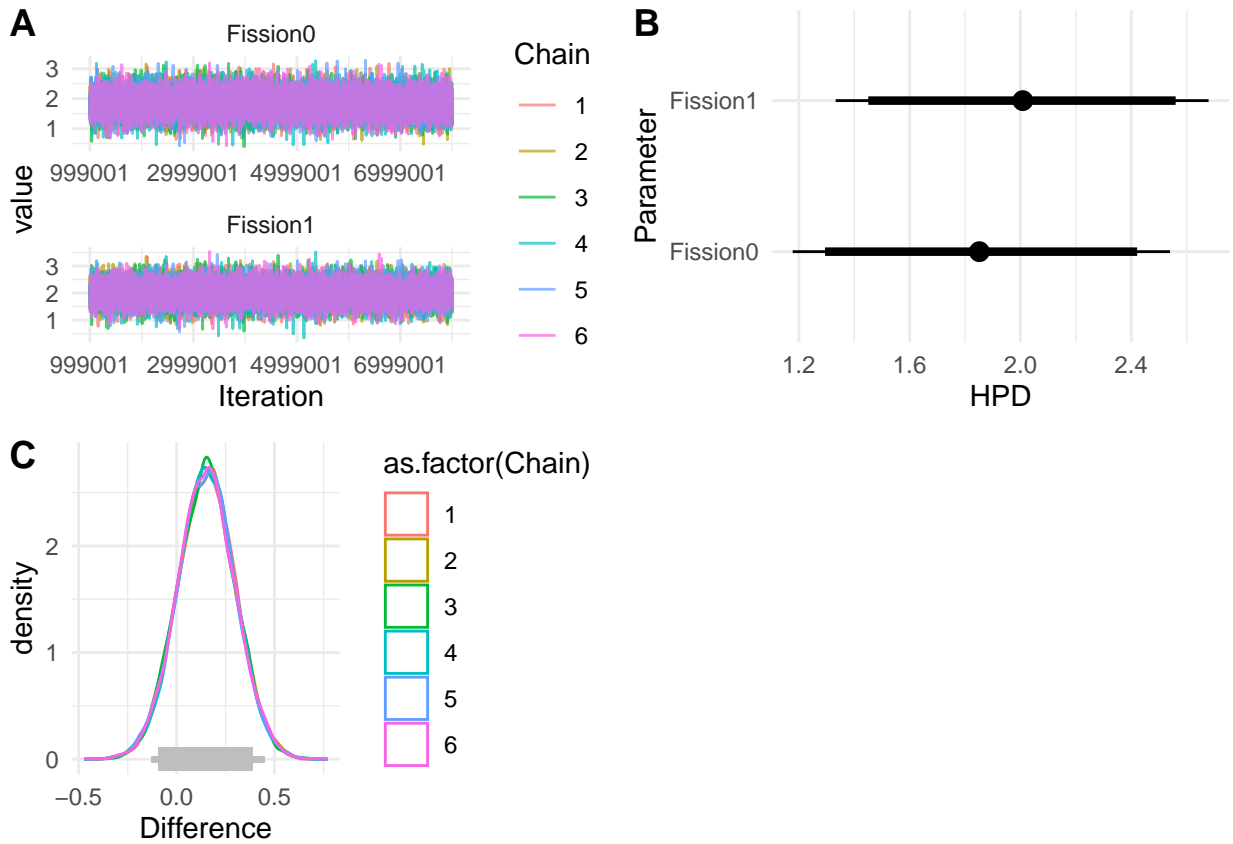 A
Fission0
3
2
1
999001 2999001 4999001 6999001
value
Fission1
3
2
1
999001 2999001 4999001 6999001
Iteration
Chain
1
2
3
4
5
6
B
Parameter
Fission1
Fission0
1.2 1.6 2.0 2.4
HPD
C
density
2
1
0
−0.5 0.0 0.5
Difference
as.factor(Chain)
1
2
3
4
5
6